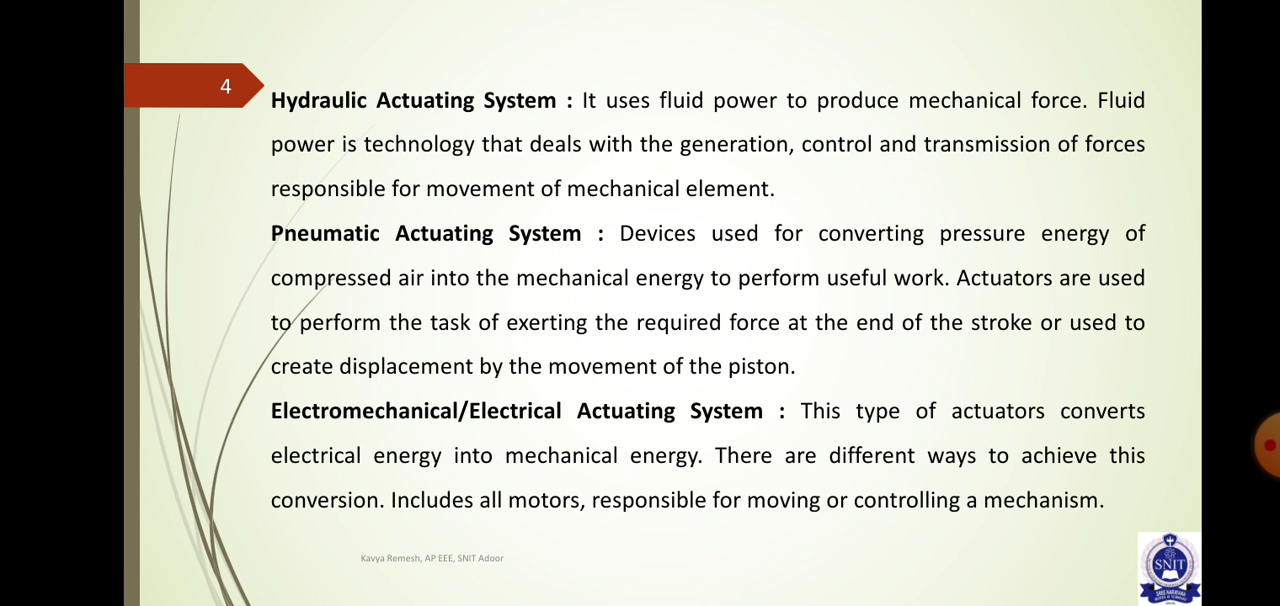 4
Hydraulic Actuating System : It uses fluid power to produce mechanical force. Fluid
power is technology that deals with the generation, control and transmission of forces
responsible for movement of mechanical element.
Pneumatic Actuating System : Devices used for converting pressure energy of
compressed air into the mechanical energy to perform useful work. Actuators are used
to perform the task of exerting the required force at the end of the stroke or used to
create displacement by the movement of the piston.
Electromechanical/Electrical Actuating System : This type of actuators converts
electrical energy into mechanical energy. There are different ways to achieve this
conversion. Includes all motors, responsible for moving or controlling a mechanism.
Kavya Remesh, AP EEE, SNIT Adoor
SNIT